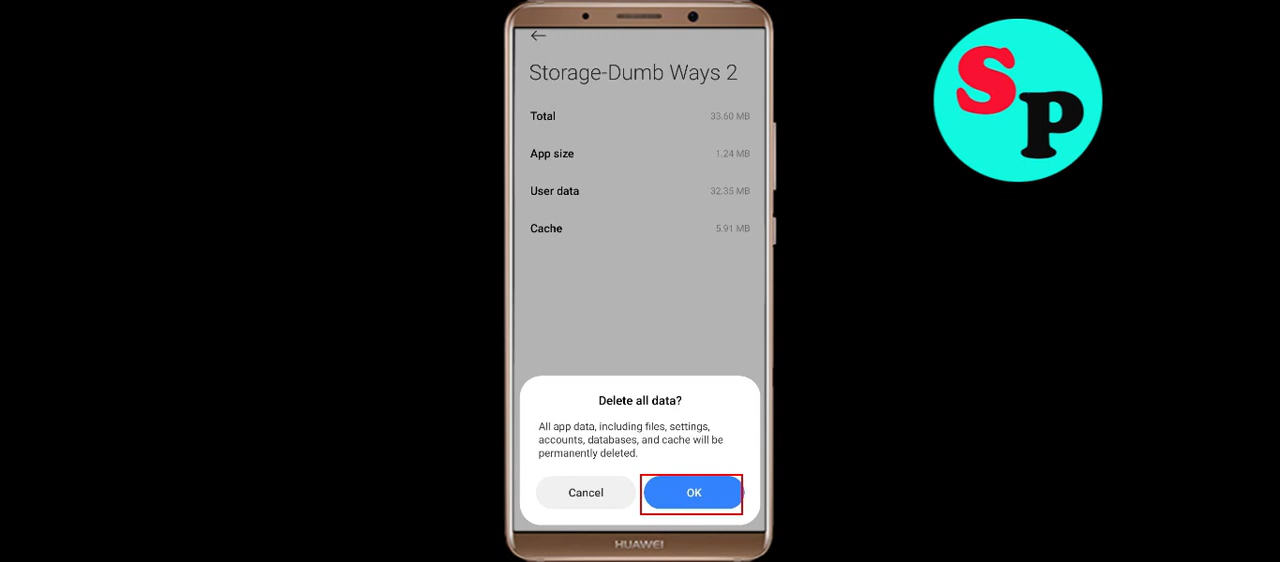 Storage-Dumb Ways 2
Total 33.60 MB
App size 1.24 MB
User data 32.35 MB
Cache 5.91 MB
Delete all data?
All app data, including files, settings,
accounts, databases, and cache will be
permanently deleted.
Cancel OK
HUAWEI
SP